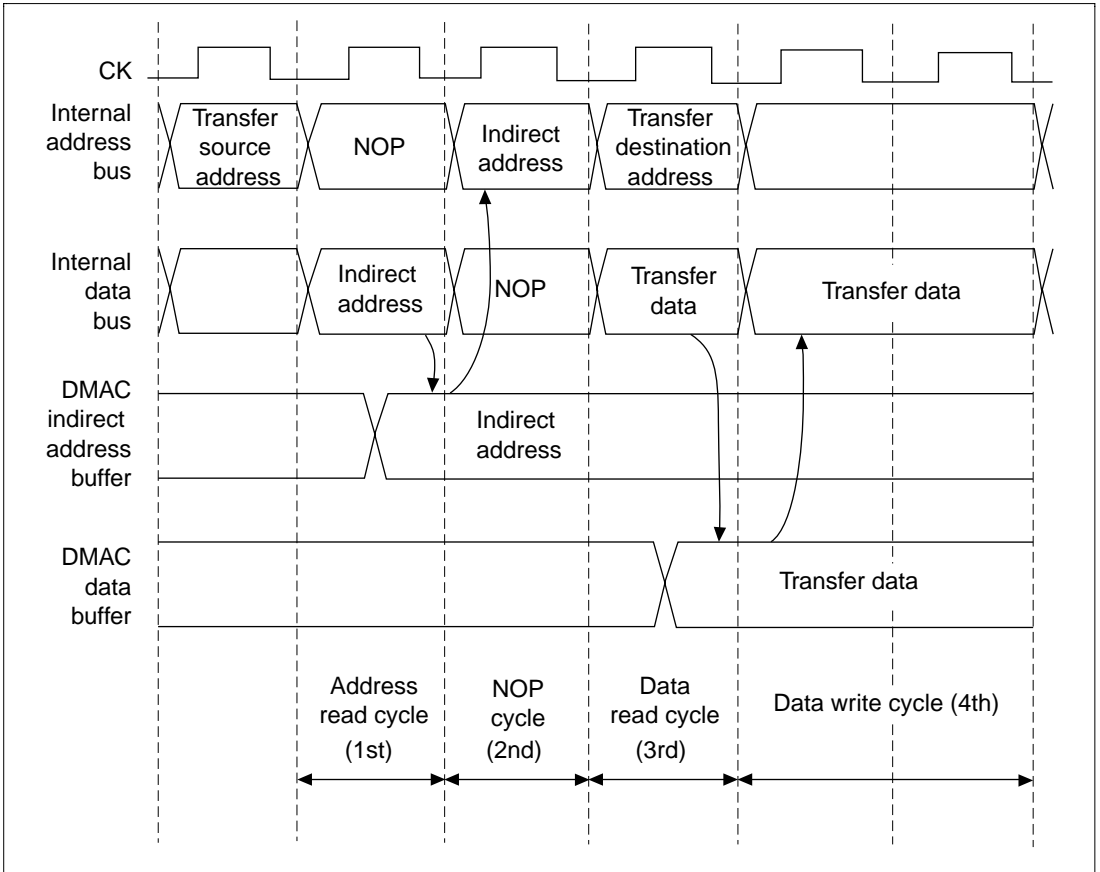 CK
Internal
address
bus
Transfer
source
address
NOP
Indirect
address
Transfer
destination
address
Internal
data
bus
Indirect
address
NOP
Transfer
data
Transfer data
DMAC
indirect
address
buffer
Indirect
address
DMAC
data
buffer
Transfer data
Address
read cycle
(1st)
NOP
cycle
(2nd)
Data
read cycle
(3rd)
Data write cycle (4th)